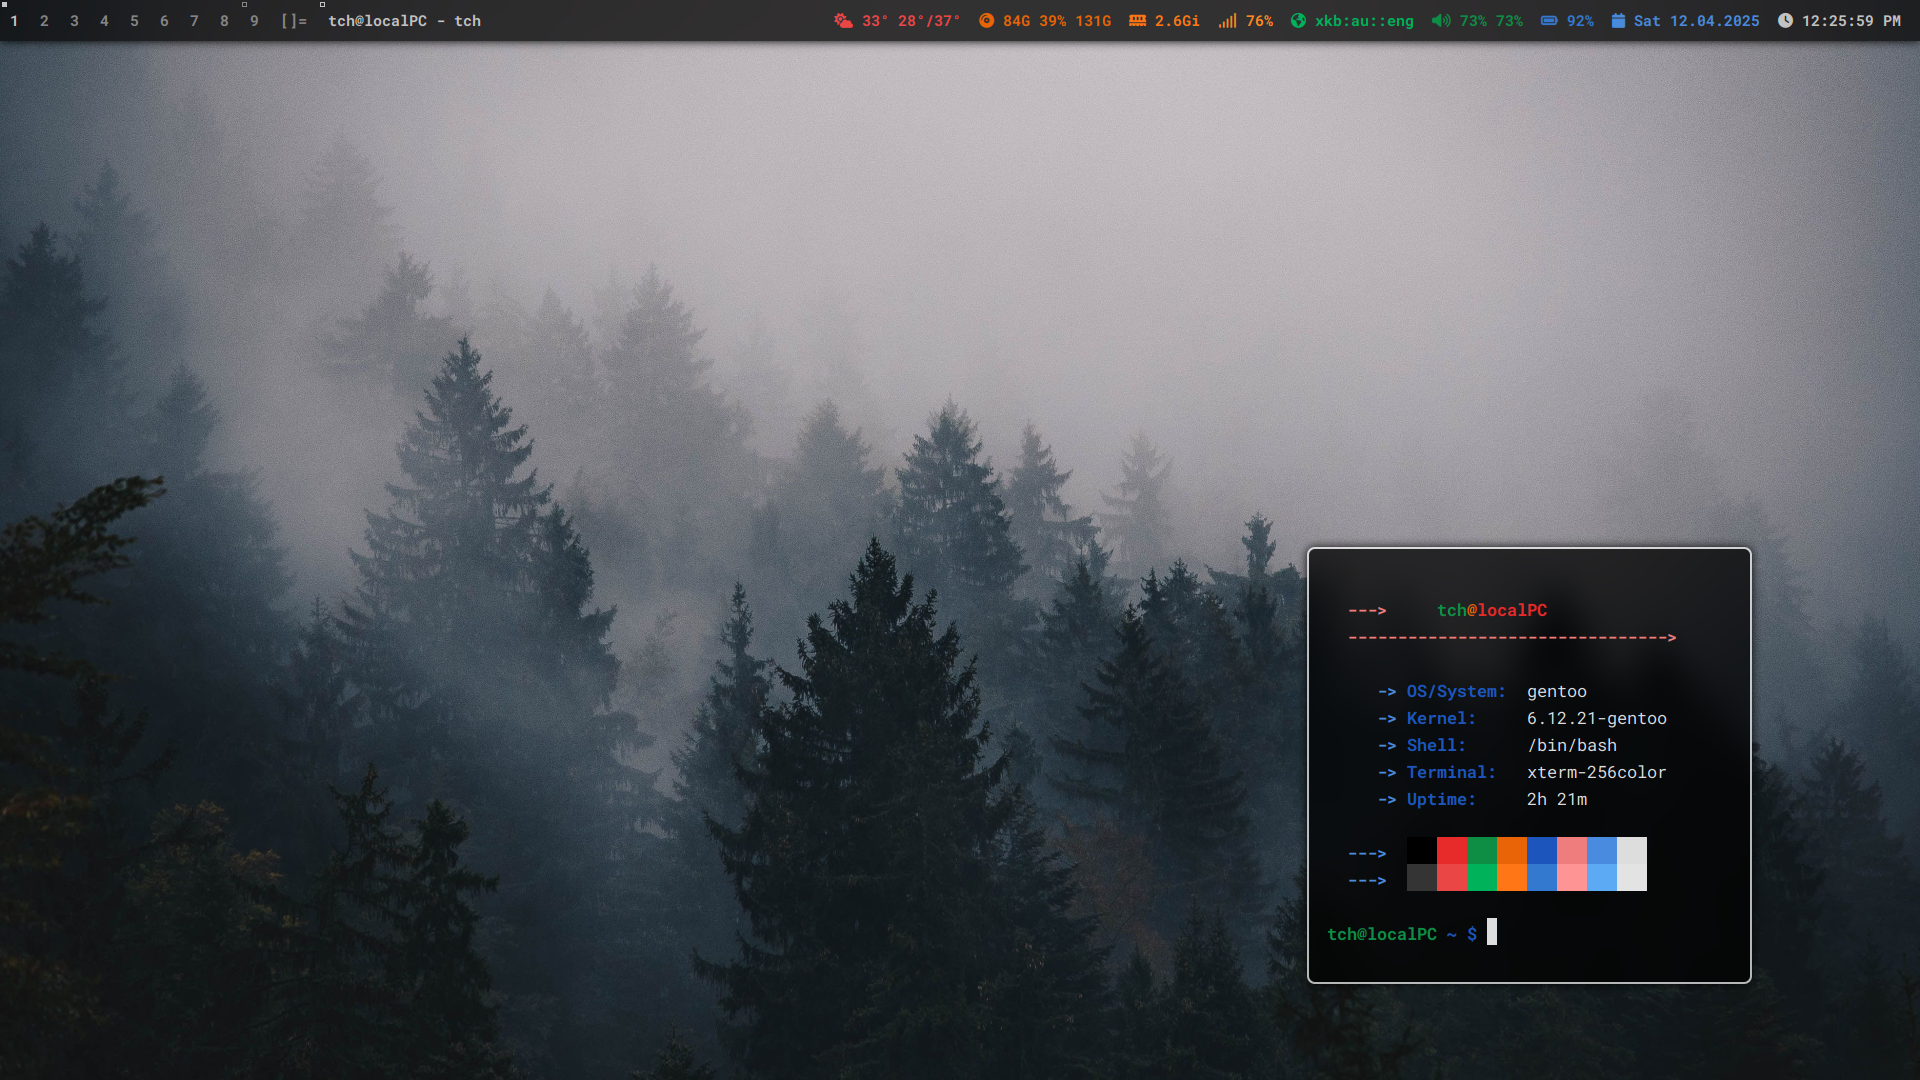 1 2 3 4 5 6 7 8 9 []= tch@localPC - tch 33° 28°/37° 84G 39% 131G 2.6Gi 76% xkb:au::eng 73% 73% 92% Sat 12.04.2025 12:25:59 PM
---> tch@localPC
-------------------------------->
-> OS/System: gentoo
-> Kernel: 6.12.21-gentoo
-> Shell: /bin/bash
-> Terminal: xterm-256color
-> Uptime: 2h 21m
--->
--->
tch@localPC ~ $